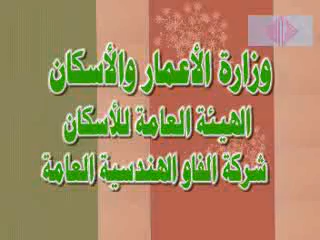 وزارة الأعمار والأسكان
الهيئة العامة للأسكان
شركة الفاو الهندسية العامة